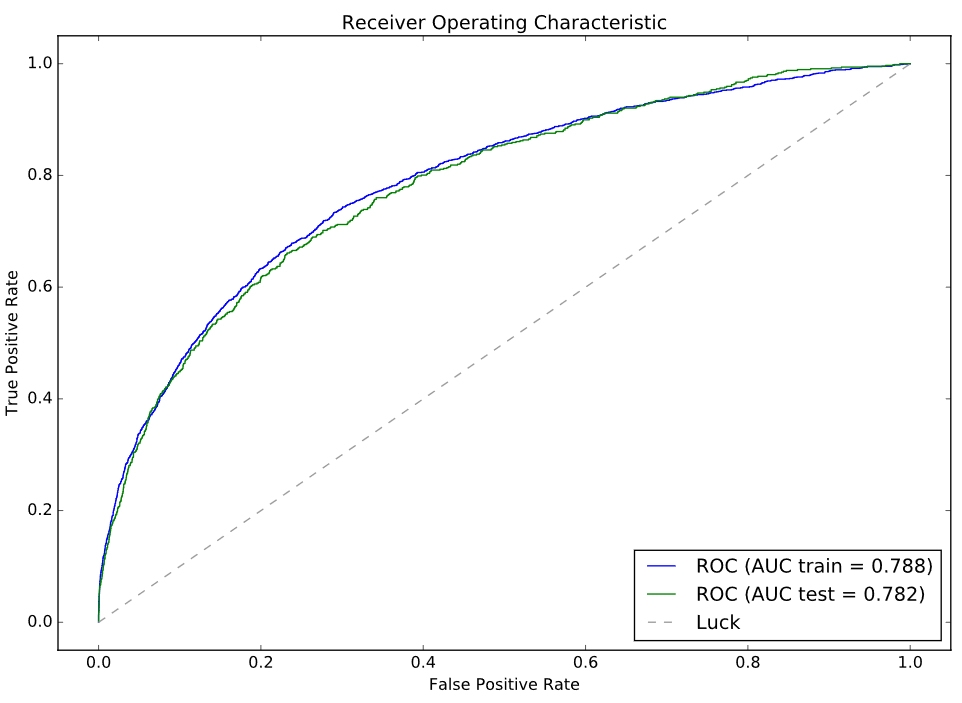 Receiver Operating Characteristic
True Positive Rate
1.0
0.8
0.6
0.4
0.2
0.0
0.0 0.2 0.4 0.6 0.8 1.0
False Positive Rate
ROC (AUC train = 0.788)
ROC (AUC test = 0.782)
Luck